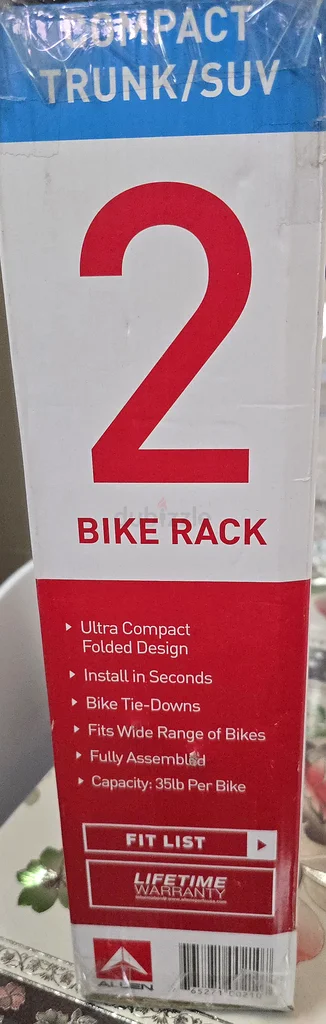 COMPACT
TRUNK/SUV
2
BIKE RACK
▸ Ultra Compact
Folded Design
▸ Install in Seconds
▸ Bike Tie-Downs
▸ Fits Wide Range of Bikes
▸ Fully Assembled
▸ Capacity: 35lb Per Bike
FIT LIST
LIFETIME
WARRANTY
ALLEN